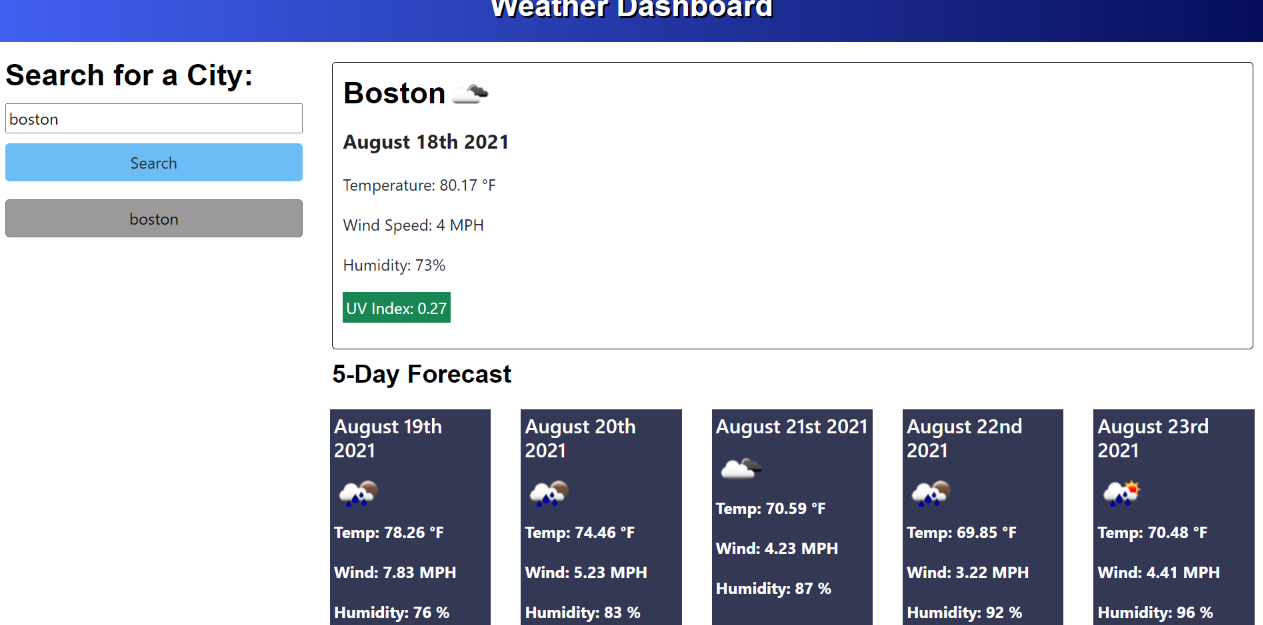 Weather Dashboard
Search for a City:
boston
Search
boston
Boston
August 18th 2021
Temperature: 80.17 °F
Wind Speed: 4 MPH
Humidity: 73%
UV Index: 0.27
5-Day Forecast
August 19th
2021
Temp: 78.26 °F
Wind: 7.83 MPH
Humidity: 76 %
August 20th
2021
Temp: 74.46 °F
Wind: 5.23 MPH
Humidity: 83 %
August 21st 2021
Temp: 70.59 °F
Wind: 4.23 MPH
Humidity: 87 %
August 22nd
2021
Temp: 69.85 °F
Wind: 3.22 MPH
Humidity: 92 %
August 23rd
2021
Temp: 70.48 °F
Wind: 4.41 MPH
Humidity: 96 %